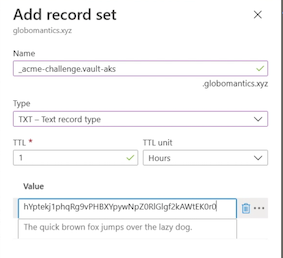 Add record set
globomantics.xyz
Name
_acme-challenge.vault-aks
.globomantics.xyz
Type
TXT – Text record type
TTL *
TTL unit
1
Hours
Value
hYptekj1phqRg9vPHBXYpywNpZ0RlGlgf2kAWtEK0r0
The quick brown fox jumps over the lazy dog.